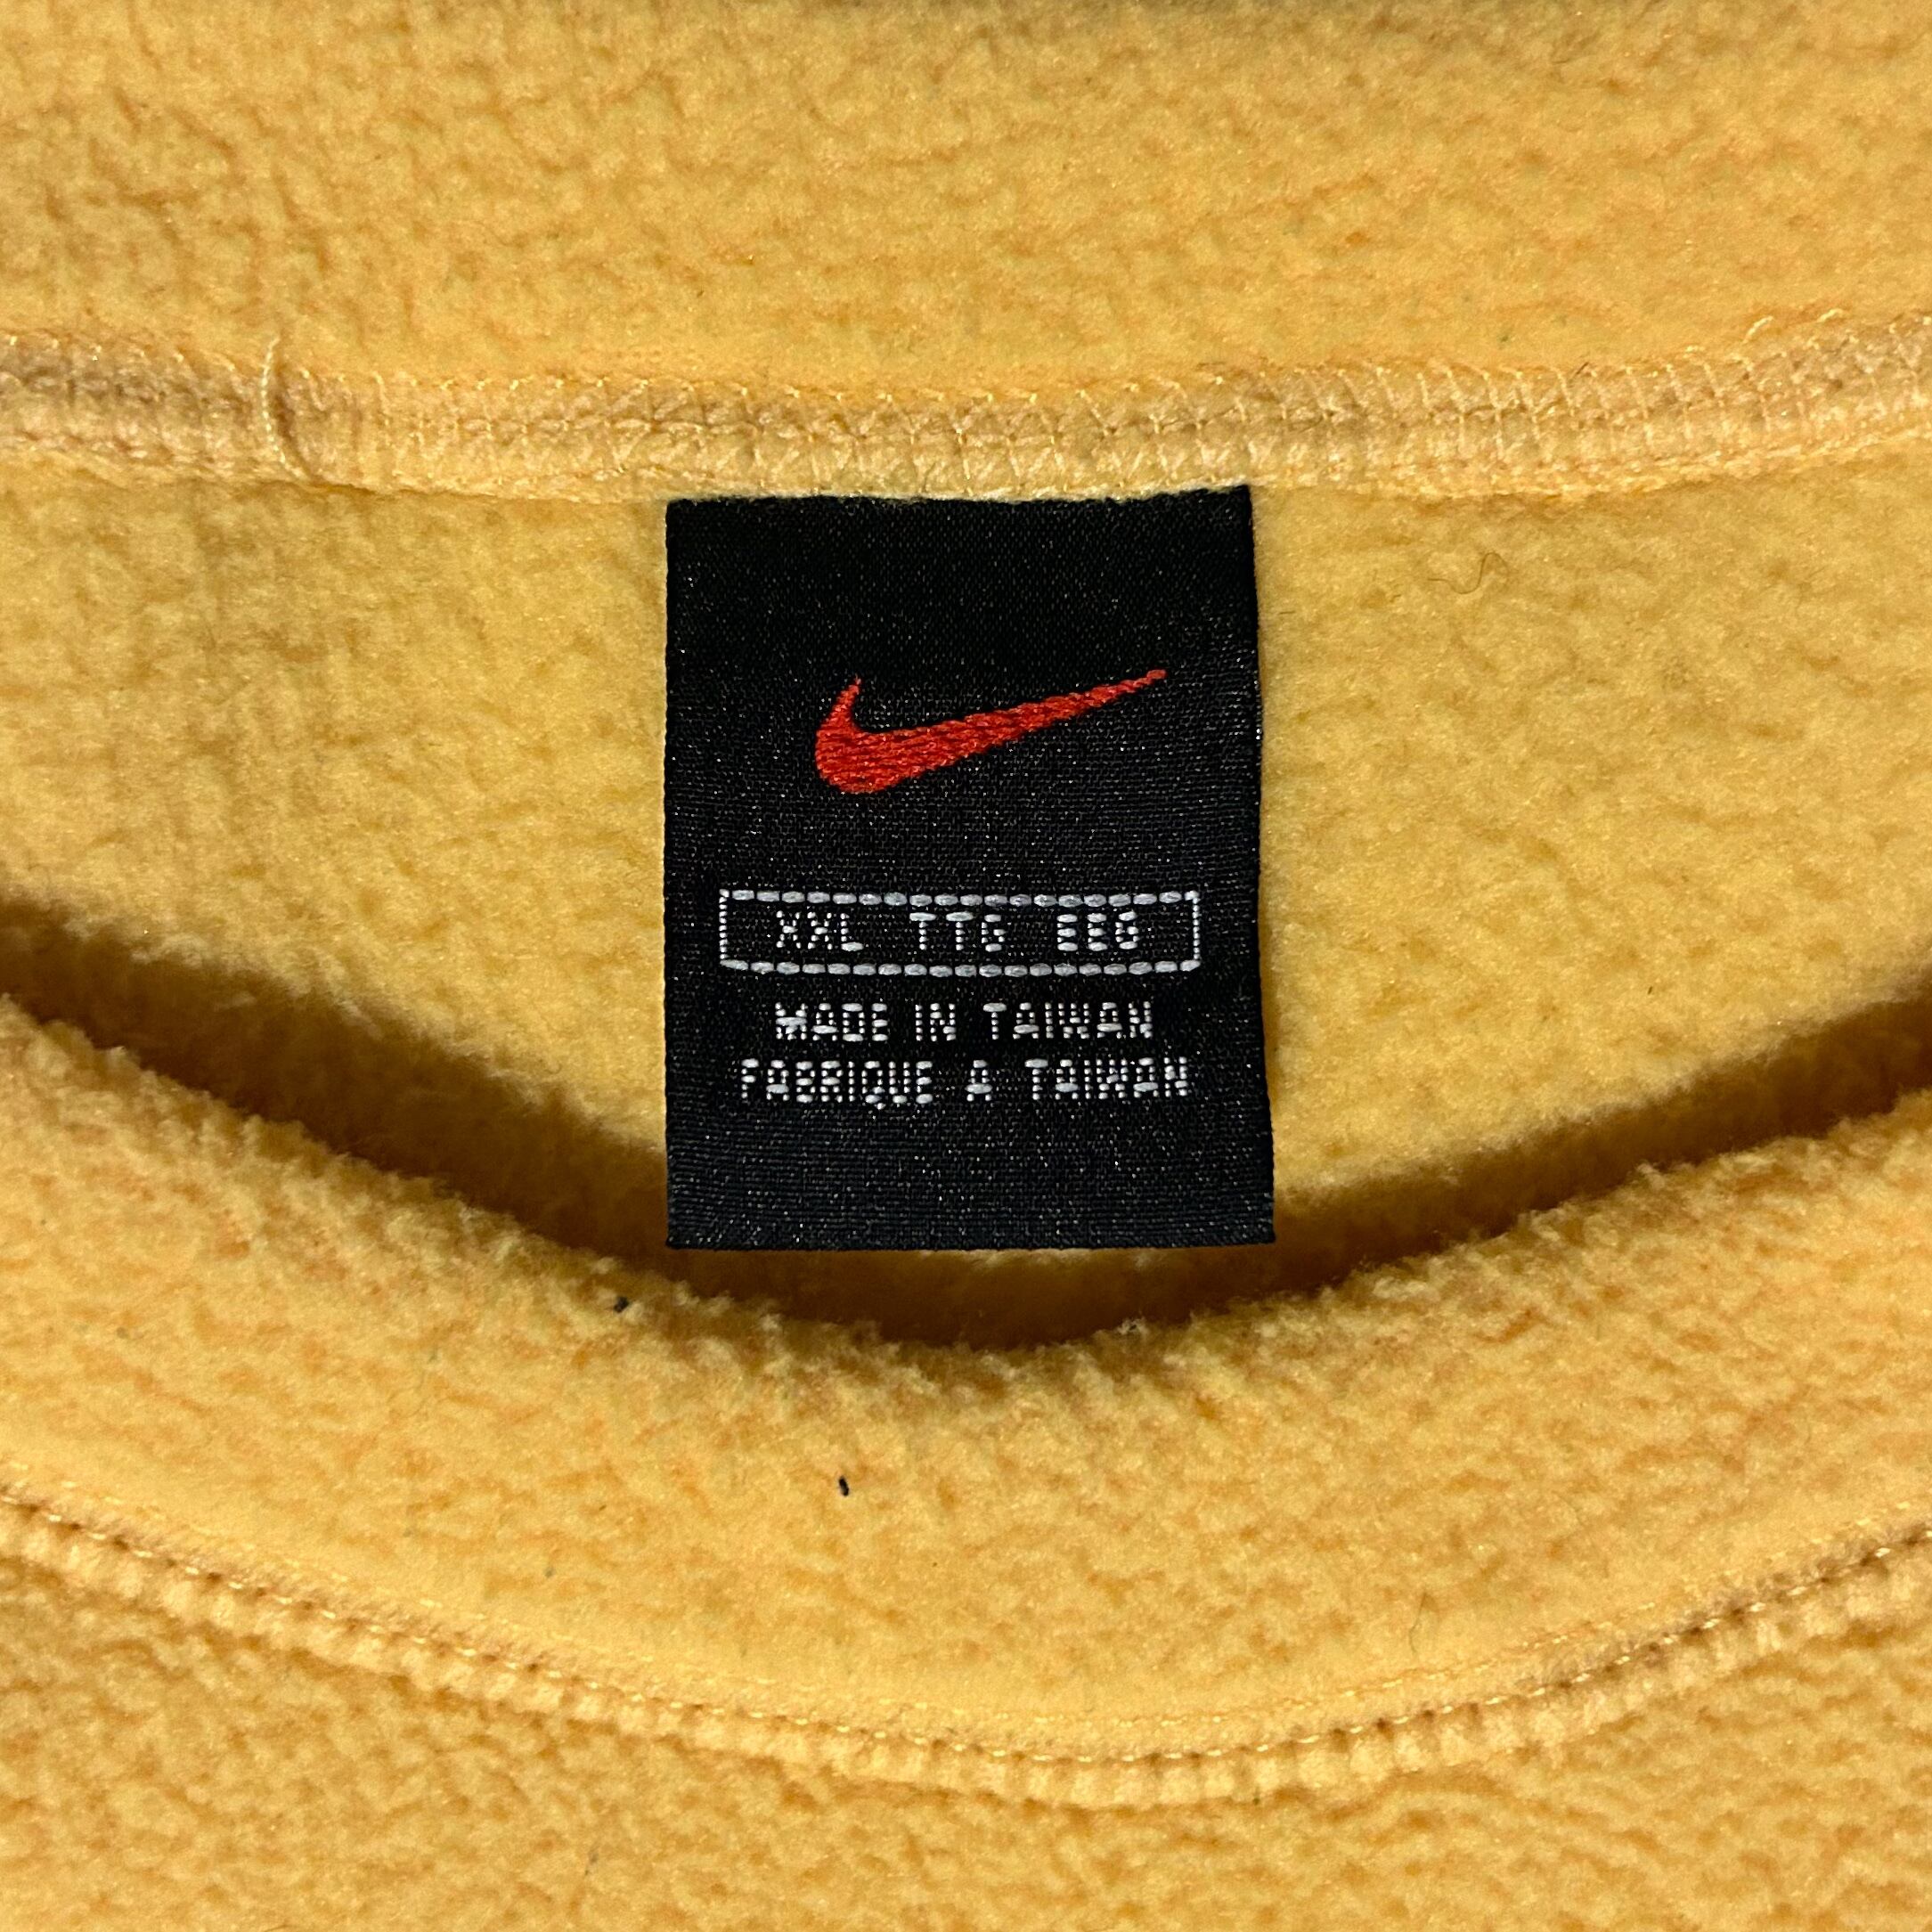 XXL TTG EEG
MADE IN TAIWAN
FABRIQUE A TAIWAN